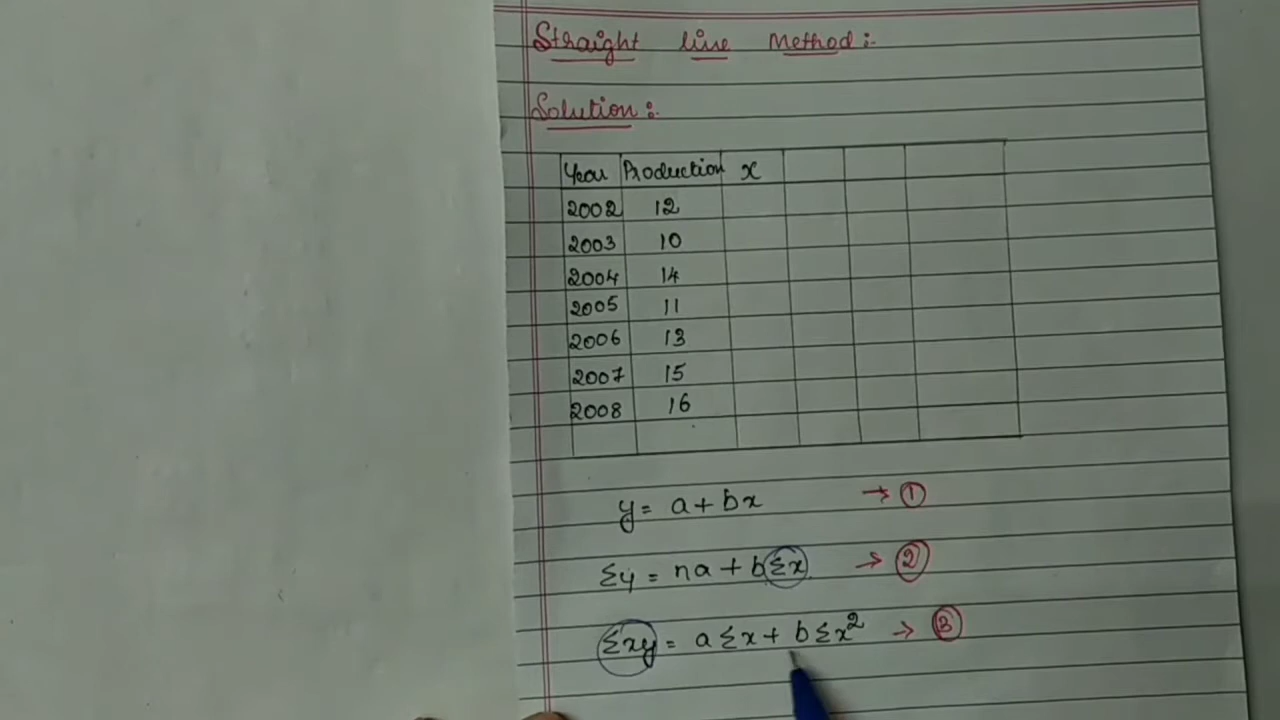 Straight line Method :-
Solution :-
Year Production x
2002 12
2003 10
2004 14
2005 11
2006 13
2007 15
2008 16
y = a + bx → ①
Σy = na + bΣx → ②
Σxy = aΣx + bΣx² → ③